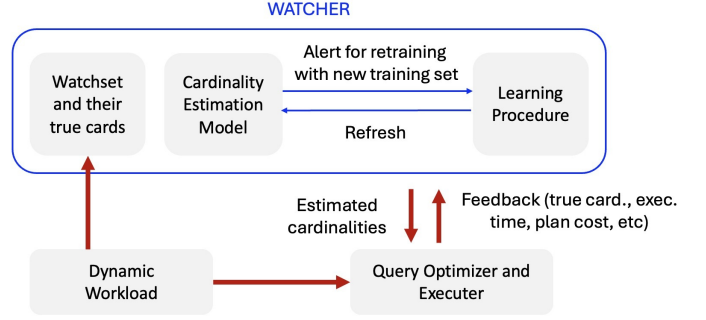 WATCHER
Watchset
and their
true cards
Cardinality
Estimation
Model
Alert for retraining
with new training set
Refresh
Learning
Procedure
Estimated
cardinalities
Feedback (true card., exec.
time, plan cost, etc)
Dynamic
Workload
Query Optimizer and
Executer